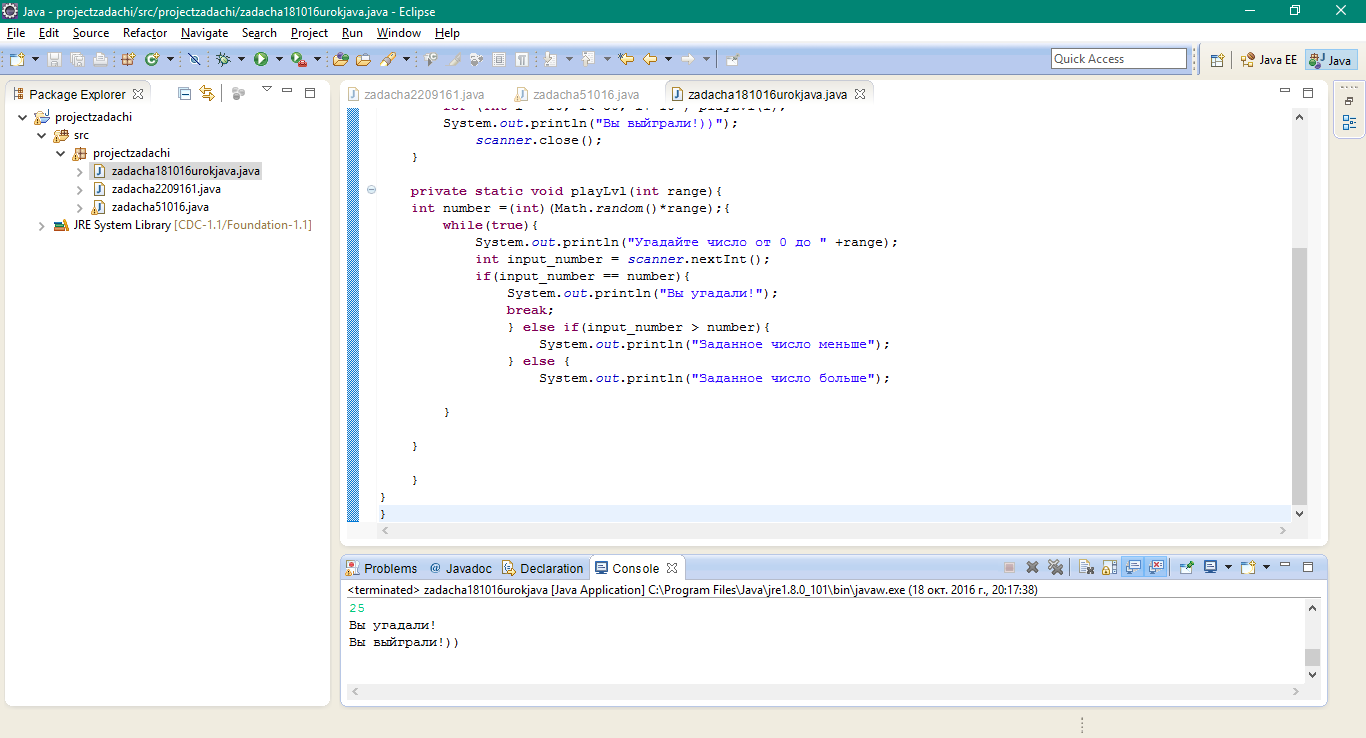 Java - projectzadachi/src/projectzadachi/zadacha181016urokjava.java - Eclipse
File Edit Source Refactor Navigate Search Project Run Window Help
Quick Access Java EE Java
Package Explorer
projectzadachi
src
projectzadachi
zadacha181016urokjava.java
zadacha2209161.java
zadacha51016.java
JRE System Library [CDC-1.1/Foundation-1.1]
zadacha2209161.java zadacha51016.java zadacha181016urokjava.java
System.out.println("Вы выйграли!))");
scanner.close();
}
private static void playLvl(int range){
int number =(int)(Math.random()*range);{
while(true){
System.out.println("Угадайте число от 0 до " +range);
int input_number = scanner.nextInt();
if(input_number == number){
System.out.println("Вы угадали!");
break;
} else if(input_number > number){
System.out.println("Заданное число меньше");
} else {
System.out.println("Заданное число больше");
}
}
}
}
}
Problems @ Javadoc Declaration Console
<terminated> zadacha181016urokjava [Java Application] C:\Program Files\Java\jre1.8.0_101\bin\javaw.exe (18 окт. 2016 г., 20:17:38)
25
Вы угадали!
Вы выйграли!))